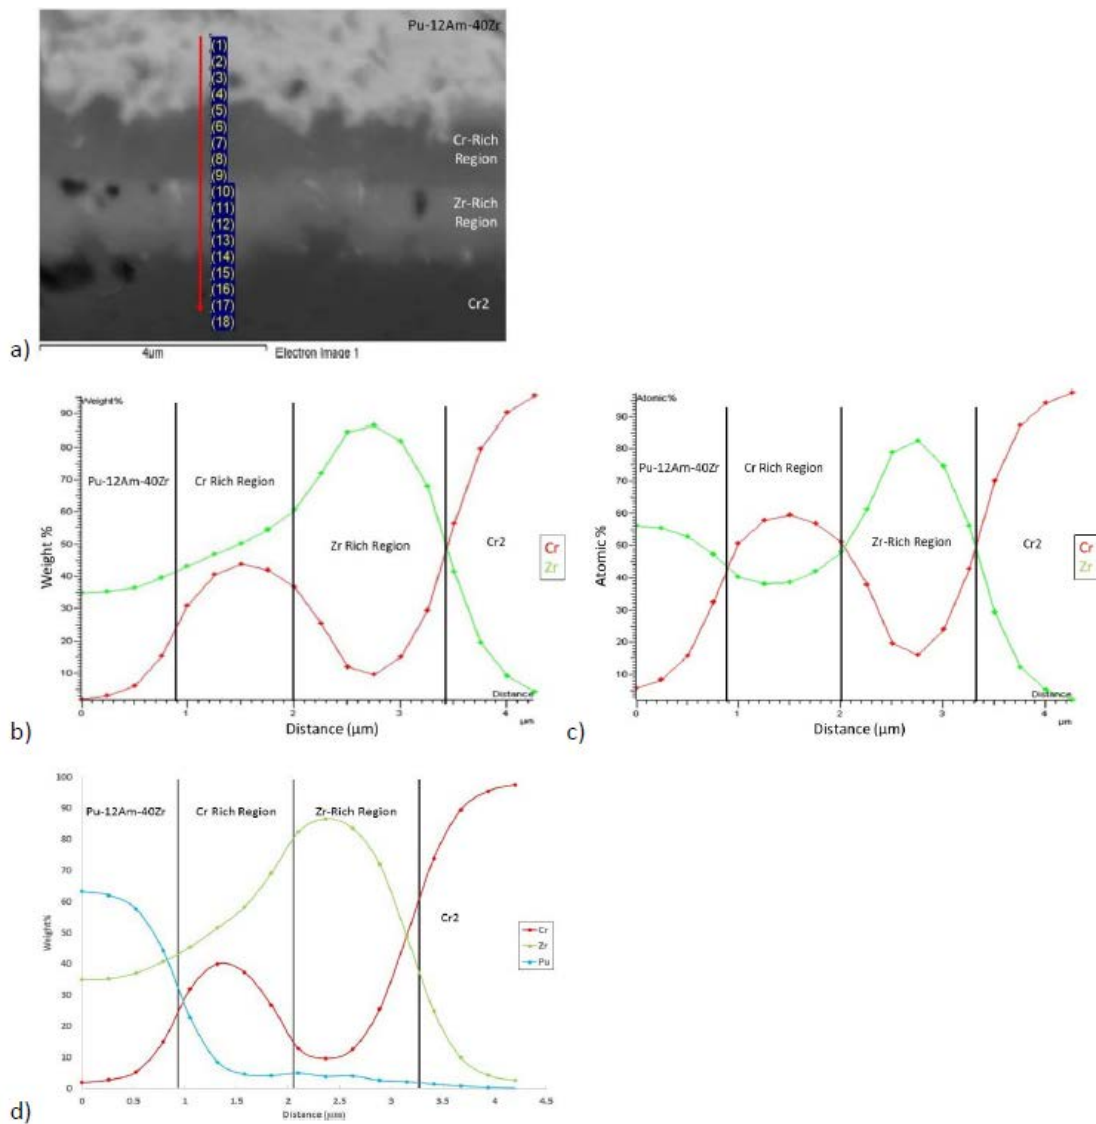 Pu-12Am-40Zr
(1)
(2)
(3)
(4)
(5)
(6)
(7)
(8)
(9)
(10)
(11)
(12)
(13)
(14)
(15)
(16)
(17)
(18)
Cr-Rich
Region
Zr-Rich
Region
Cr2
a)
4µm
Electron Image 1
Weight%
90
80
70
60
50
40
30
20
10
Weight %
Pu-12Am-40Zr
Cr Rich Region
Zr Rich Region
Cr2
Cr
Zr
Distance
0
1
2
3
4
µm
Distance (µm)
b)
Atomic%
90
80
70
60
50
40
30
20
10
Atomic %
Pu-12Am-40Zr
Cr Rich Region
Zr-Rich Region
Cr2
Cr
Zr
Distance
0
1
2
3
4
µm
Distance (µm)
c)
100
90
80
70
60
50
40
30
20
10
0
Weight%
Pu-12Am-40Zr
Cr Rich Region
Zr-Rich Region
Cr2
Cr
Zr
Pu
0
0.5
1
1.5
2
2.5
3
3.5
4
4.5
Distance (µm)
d)